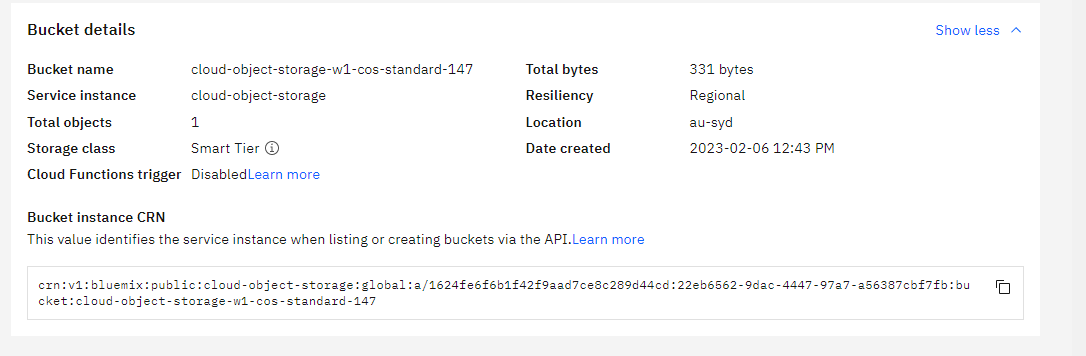 Bucket details
Show less
Bucket name cloud-object-storage-w1-cos-standard-147
Total bytes 331 bytes
Service instance cloud-object-storage
Resiliency Regional
Total objects 1
Location au-syd
Storage class Smart Tier
Date created 2023-02-06 12:43 PM
Cloud Functions trigger DisabledLearn more
Bucket instance CRN
This value identifies the service instance when listing or creating buckets via the API.Learn more
crn:v1:bluemix:public:cloud-object-storage:global:a/1624fe6f6b1f42f9aad7ce8c289d44cd:22eb6562-9dac-4447-97a7-a56387cbf7fb:bu
cket:cloud-object-storage-w1-cos-standard-147